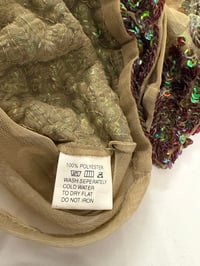 100% POLYESTER
WASH SEPERATELY
COLD WATER
TO DRY FLAT
DO NOT IRON